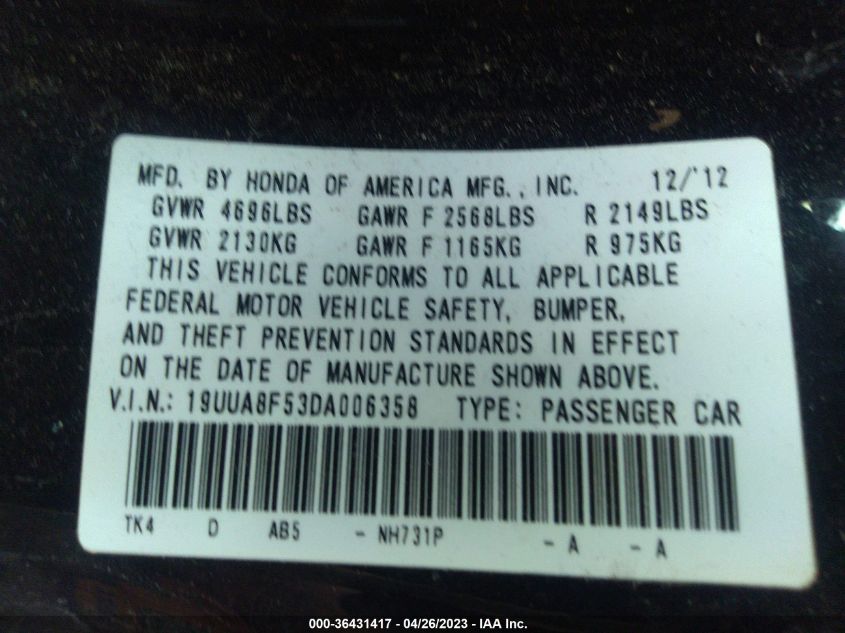 MFD. BY HONDA OF AMERICA MFG., INC. 12/'12
GVWR 4696LBS GAWR F 2568LBS R 2149LBS
GVWR 2130KG GAWR F 1165KG R 975KG
THIS VEHICLE CONFORMS TO ALL APPLICABLE
FEDERAL MOTOR VEHICLE SAFETY, BUMPER,
AND THEFT PREVENTION STANDARDS IN EFFECT
ON THE DATE OF MANUFACTURE SHOWN ABOVE.
V.I.N.: 19UUA8F53DA006358 TYPE: PASSENGER CAR
TK4 D AB5 - NH731P - A - A
000-36431417 - 04/26/2023 - IAA Inc.